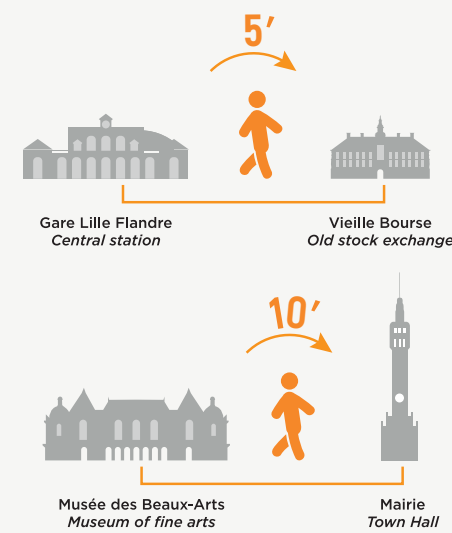 5'
Gare Lille Flandre
Central station
Vieille Bourse
Old stock exchange
10'
Musée des Beaux-Arts
Museum of fine arts
Mairie
Town Hall